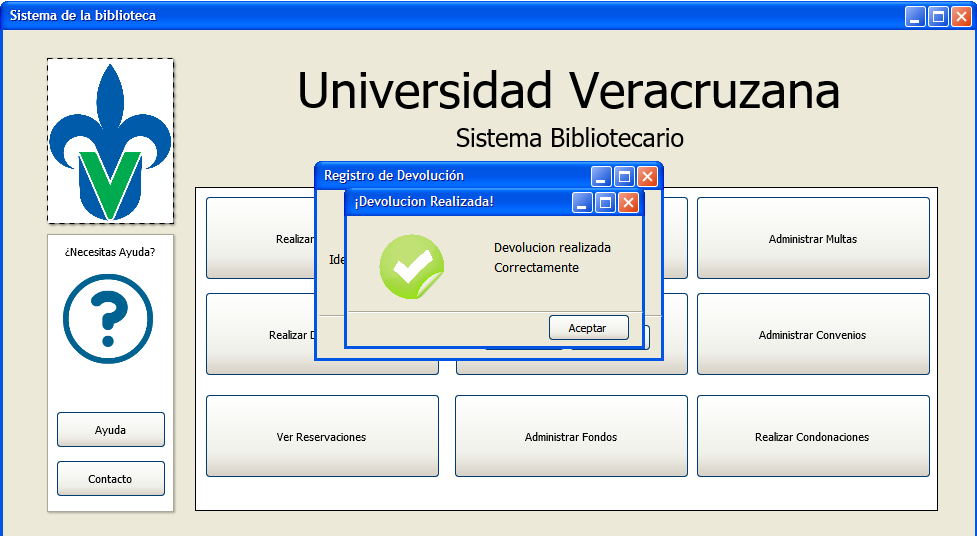 Sistema de la biblioteca
Universidad Veracruzana
Sistema Bibliotecario
¿Necesitas Ayuda?
Ayuda
Contacto
Registro de Devolución
¡Devolucion Realizada!
Devolucion realizada
Correctamente
Aceptar
Realizar
Administrar Multas
Realizar
Administrar Convenios
Ver Reservaciones
Administrar Fondos
Realizar Condonaciones